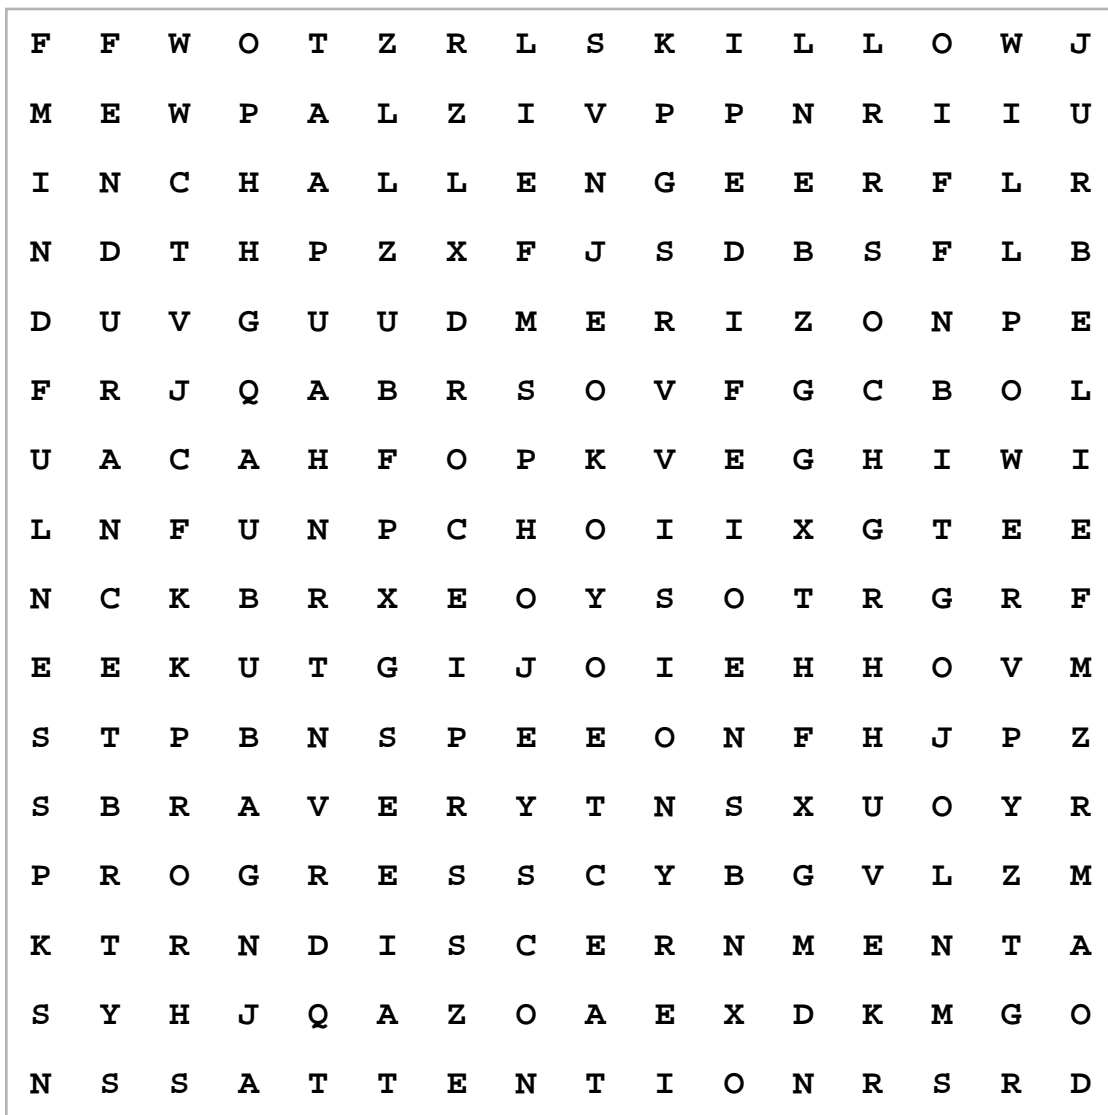 F F W O T Z R L S K I L L O W J
M E W P A L Z I V P P N R I I U
I N C H A L L E N G E E R F L R
N D T H P Z X F J S D B S F L B
D U V G U U D M E R I Z O N P E
F R J Q A B R S O V F G C B O L
U A C A H F O P K V E G H I W I
L N F U N P C H O I I X G T E E
N C K B R X E O Y S O T R G R F
E E K U T G I J O I E H H O V M
S T P B N S P E E O N F H J P Z
S B R A V E R Y T N S X U O Y R
P R O G R E S S C Y B G V L Z M
K T R N D I S C E R N M E N T A
S Y H J Q A Z O A E X D K M G O
N S S A T T E N T I O N R S R D